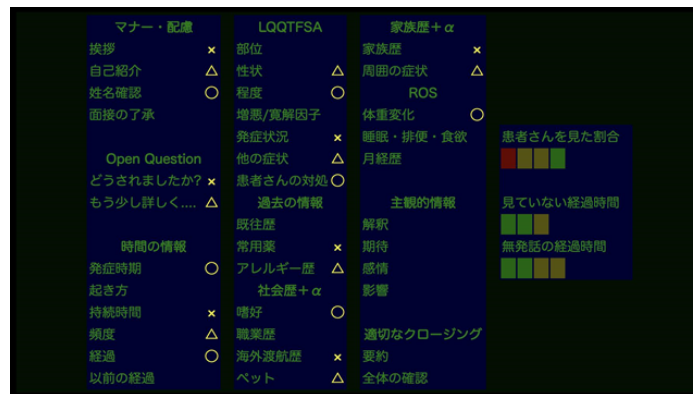 マナー・配慮
挨拶 ×
自己紹介 △
姓名確認 ○
面接の了承
Open Question
どうされましたか? ×
もう少し詳しく.... △
時間の情報
発症時期 ○
起き方
持続時間 ×
頻度 △
経過 ○
以前の経過
LQQTFSA
部位
性状 △
程度 ○
増悪/寛解因子
発症状況 ×
他の症状 △
患者さんの対処 ○
過去の情報
既往歴
常用薬 ×
アレルギー歴 △
社会歴+α
嗜好 ○
職業歴
海外渡航歴 ×
ペット △
家族歴+α
家族歴 ×
周囲の症状 △
ROS
体重変化 ○
睡眠・排便・食欲
月経歴
主観的情報
解釈
期待
感情
影響
適切なクロージング
要約
全体の確認
患者さんを見た割合
見ていない経過時間
無発話の経過時間